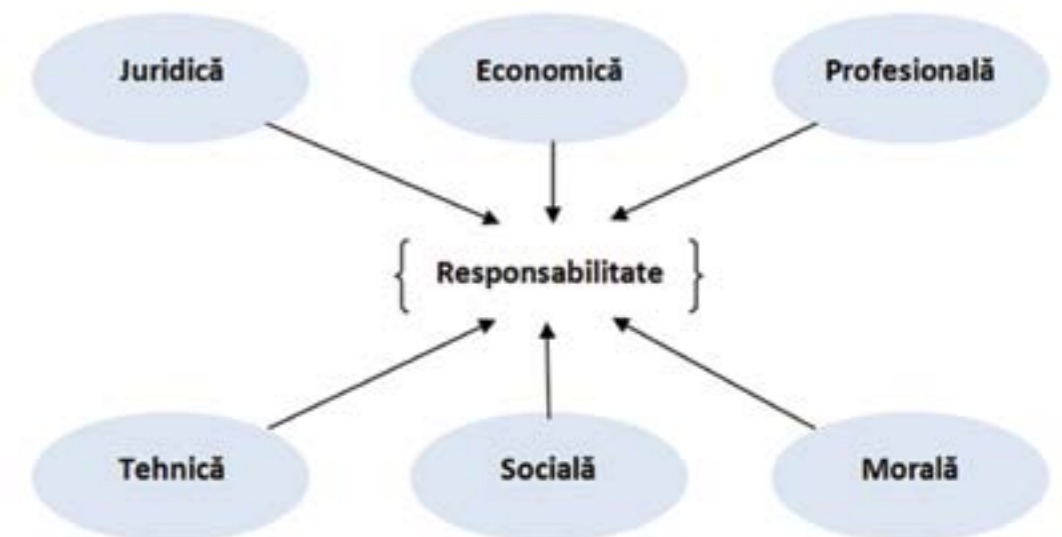 Juridică
Economică
Profesională
{ Responsabilitate }
Tehnică
Socială
Morală